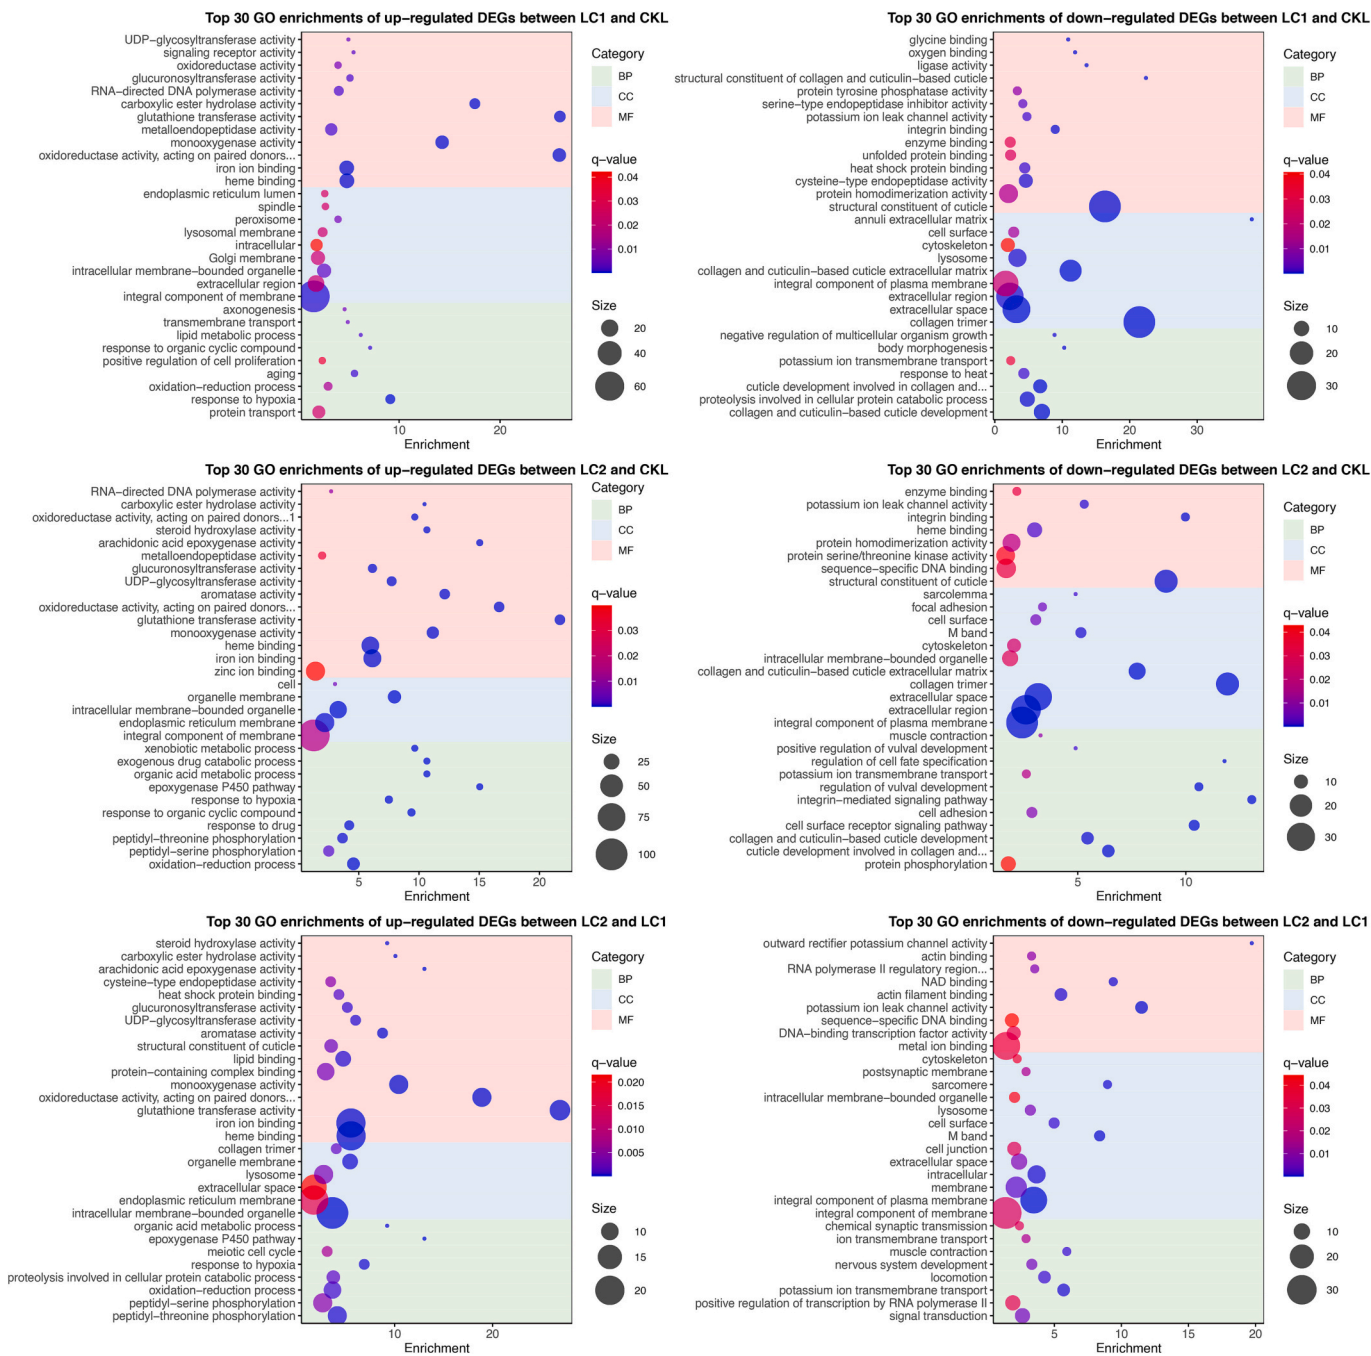 Top 30 GO enrichments of up-regulated DEGs between LC1 and CKL
UDP-glycosyltransferase activity
signaling receptor activity
oxidoreductase activity
glucuronosyltransferase activity
RNA-directed DNA polymerase activity
carboxylic ester hydrolase activity
glutathione transferase activity
metalloendopeptidase activity
monooxygenase activity
oxidoreductase activity, acting on paired donors...
iron ion binding
heme binding
endoplasmic reticulum lumen
spindle
peroxisome
lysosomal membrane
intracellular
Golgi membrane
intracellular membrane-bounded organelle
extracellular region
integral component of membrane
axonogenesis
transmembrane transport
lipid metabolic process
response to organic cyclic compound
positive regulation of cell proliferation
aging
oxidation-reduction process
response to hypoxia
protein transport
10 20
Enrichment
Category
BP
CC
MF
q-value
0.04
0.03
0.02
0.01
Size
20
40
60
Top 30 GO enrichments of down-regulated DEGs between LC1 and CKL
glycine binding
oxygen binding
ligase activity
structural constituent of collagen and cuticulin-based cuticle
protein tyrosine phosphatase activity
serine-type endopeptidase inhibitor activity
potassium ion leak channel activity
integrin binding
enzyme binding
unfolded protein binding
heat shock protein binding
cysteine-type endopeptidase activity
protein homodimerization activity
structural constituent of cuticle
annuli extracellular matrix
cell surface
cytoskeleton
lysosome
collagen and cuticulin-based cuticle extracellular matrix
integral component of plasma membrane
extracellular region
extracellular space
collagen trimer
negative regulation of multicellular organism growth
body morphogenesis
potassium ion transmembrane transport
response to heat
cuticle development involved in collagen and...
proteolysis involved in cellular protein catabolic process
collagen and cuticulin-based cuticle development
0 10 20 30
Enrichment
Category
BP
CC
MF
q-value
0.04
0.03
0.02
0.01
Size
10
20
30
Top 30 GO enrichments of up-regulated DEGs between LC2 and CKL
RNA-directed DNA polymerase activity
carboxylic ester hydrolase activity
oxidoreductase activity, acting on paired donors...1
steroid hydroxylase activity
arachidonic acid epoxygenase activity
metalloendopeptidase activity
glucuronosyltransferase activity
UDP-glycosyltransferase activity
aromatase activity
oxidoreductase activity, acting on paired donors...
glutathione transferase activity
monooxygenase activity
heme binding
iron ion binding
zinc ion binding
cell
organelle membrane
intracellular membrane-bounded organelle
endoplasmic reticulum membrane
integral component of membrane
xenobiotic metabolic process
exogenous drug catabolic process
organic acid metabolic process
epoxygenase P450 pathway
response to hypoxia
response to organic cyclic compound
response to drug
peptidyl-threonine phosphorylation
peptidyl-serine phosphorylation
oxidation-reduction process
5 10 15 20
Enrichment
Category
BP
CC
MF
q-value
0.03
0.02
0.01
Size
25
50
75
100
Top 30 GO enrichments of down-regulated DEGs between LC2 and CKL
enzyme binding
potassium ion leak channel activity
integrin binding
heme binding
protein homodimerization activity
protein serine/threonine kinase activity
sequence-specific DNA binding
structural constituent of cuticle
sarcolemma
focal adhesion
cell surface
M band
cytoskeleton
intracellular membrane-bounded organelle
collagen and cuticulin-based cuticle extracellular matrix
collagen trimer
extracellular space
extracellular region
integral component of plasma membrane
muscle contraction
positive regulation of vulval development
regulation of cell fate specification
potassium ion transmembrane transport
regulation of vulval development
integrin-mediated signaling pathway
cell adhesion
cell surface receptor signaling pathway
collagen and cuticulin-based cuticle development
cuticle development involved in collagen and...
protein phosphorylation
5 10
Enrichment
Category
BP
CC
MF
q-value
0.04
0.03
0.02
0.01
Size
10
20
30
Top 30 GO enrichments of up-regulated DEGs between LC2 and LC1
steroid hydroxylase activity
carboxylic ester hydrolase activity
arachidonic acid epoxygenase activity
cysteine-type endopeptidase activity
heat shock protein binding
glucuronosyltransferase activity
UDP-glycosyltransferase activity
aromatase activity
structural constituent of cuticle
lipid binding
protein-containing complex binding
monooxygenase activity
oxidoreductase activity, acting on paired donors...
glutathione transferase activity
iron ion binding
heme binding
collagen trimer
organelle membrane
lysosome
extracellular space
endoplasmic reticulum membrane
intracellular membrane-bounded organelle
organic acid metabolic process
epoxygenase P450 pathway
meiotic cell cycle
response to hypoxia
proteolysis involved in cellular protein catabolic process
oxidation-reduction process
peptidyl-serine phosphorylation
peptidyl-threonine phosphorylation
10 20
Enrichment
Category
BP
CC
MF
q-value
0.020
0.015
0.010
0.005
Size
10
15
20
Top 30 GO enrichments of down-regulated DEGs between LC2 and LC1
outward rectifier potassium channel activity
actin binding
RNA polymerase II regulatory region...
NAD binding
actin filament binding
potassium ion leak channel activity
sequence-specific DNA binding
DNA-binding transcription factor activity
metal ion binding
cytoskeleton
postsynaptic membrane
sarcomere
intracellular membrane-bounded organelle
lysosome
cell surface
M band
cell junction
extracellular space
intracellular
membrane
integral component of plasma membrane
integral component of membrane
chemical synaptic transmission
ion transmembrane transport
muscle contraction
nervous system development
locomotion
potassium ion transmembrane transport
positive regulation of transcription by RNA polymerase II
signal transduction
5 10 15 20
Enrichment
Category
BP
CC
MF
q-value
0.04
0.03
0.02
0.01
Size
10
20
30